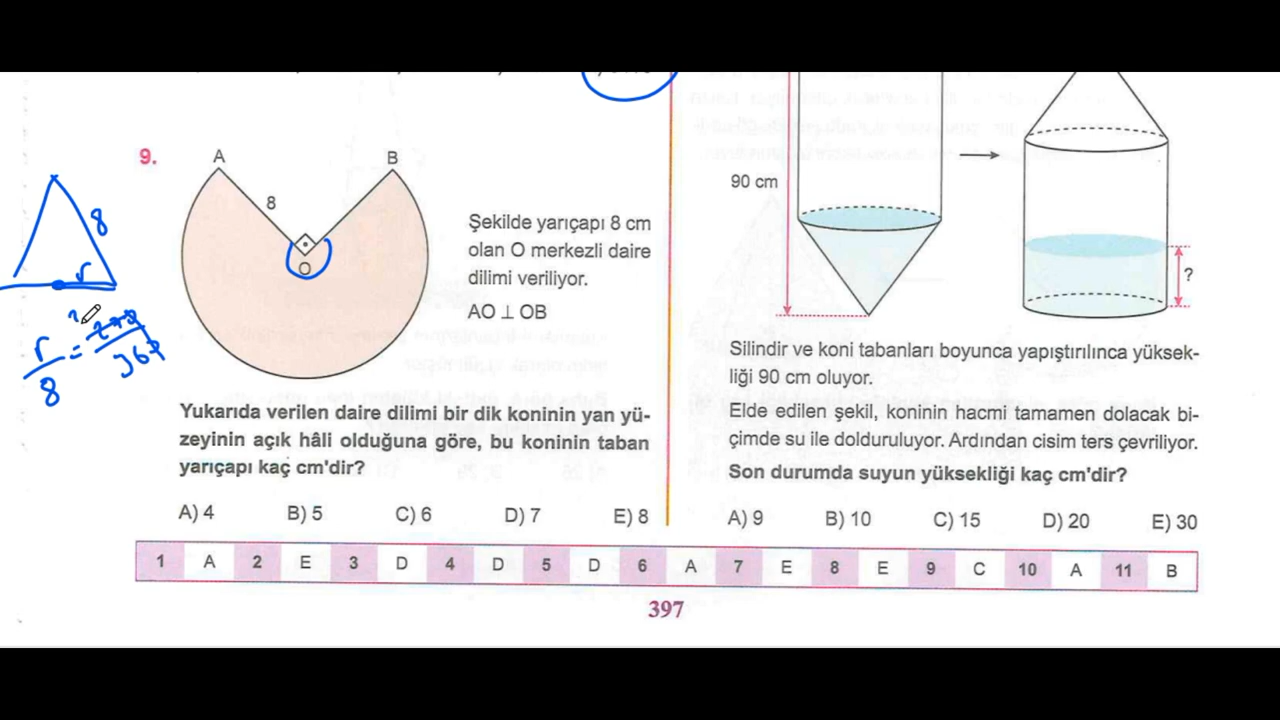 9.
A
B
8
O
Şekilde yarıçapı 8 cm
olan O merkezli daire
dilimi veriliyor.
AO ⊥ OB
8
r
r/8 = 270/360
Yukarıda verilen daire dilimi bir dik koninin yan yü-
zeyinin açık hâli olduğuna göre, bu koninin taban
yarıçapı kaç cm'dir?
A) 4 B) 5 C) 6 D) 7 E) 8
90 cm
?
Silindir ve koni tabanları boyunca yapıştırılınca yüksek-
liği 90 cm oluyor.
Elde edilen şekil, koninin hacmi tamamen dolacak bi-
çimde su ile dolduruluyor. Ardından cisim ters çevriliyor.
Son durumda suyun yüksekliği kaç cm'dir?
A) 9 B) 10 C) 15 D) 20 E) 30
1 A 2 E 3 D 4 D 5 D 6 A 7 E 8 E 9 C 10 A 11 B
397